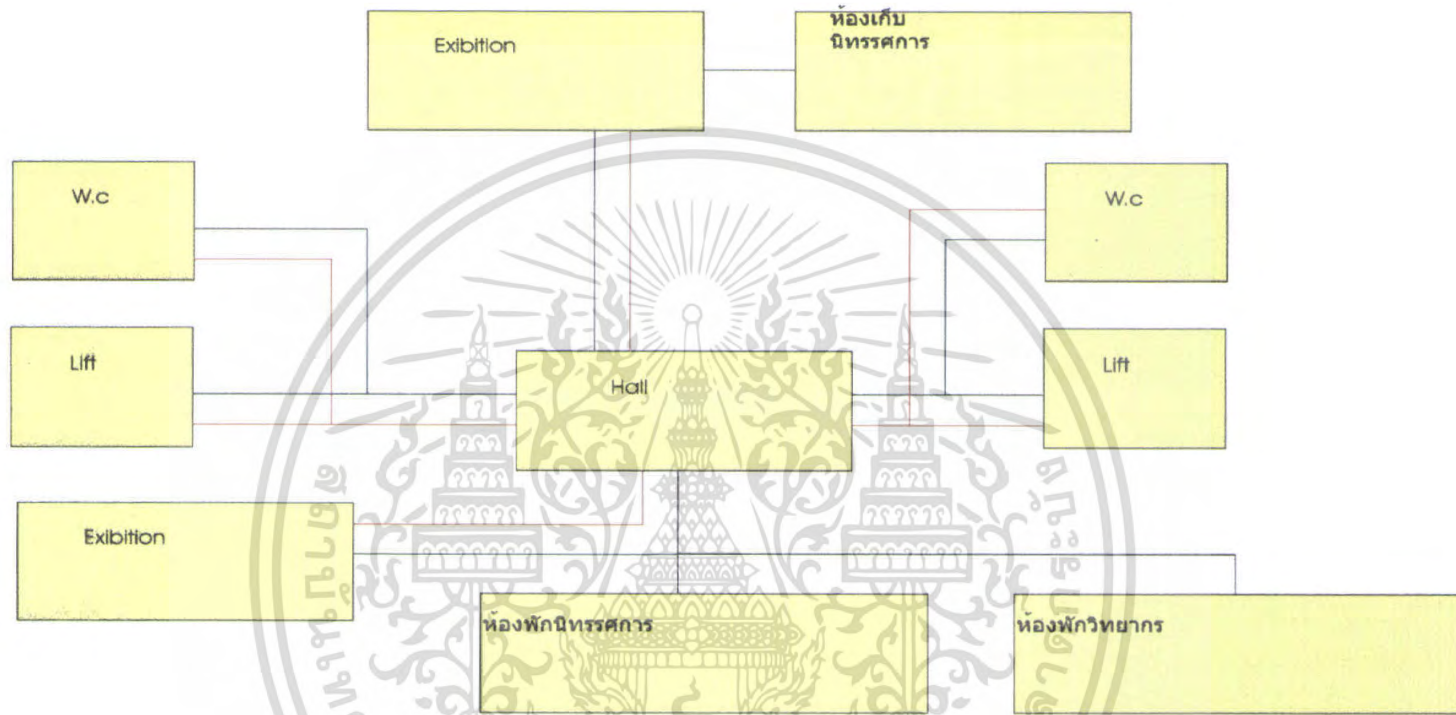 Exibition
ห้องเก็บ
นิทรรศการ
W.c
W.c
Lift
Hall
Lift
Exibition
ห้องพักนิทรรศการ
ห้องพักวิทยากร